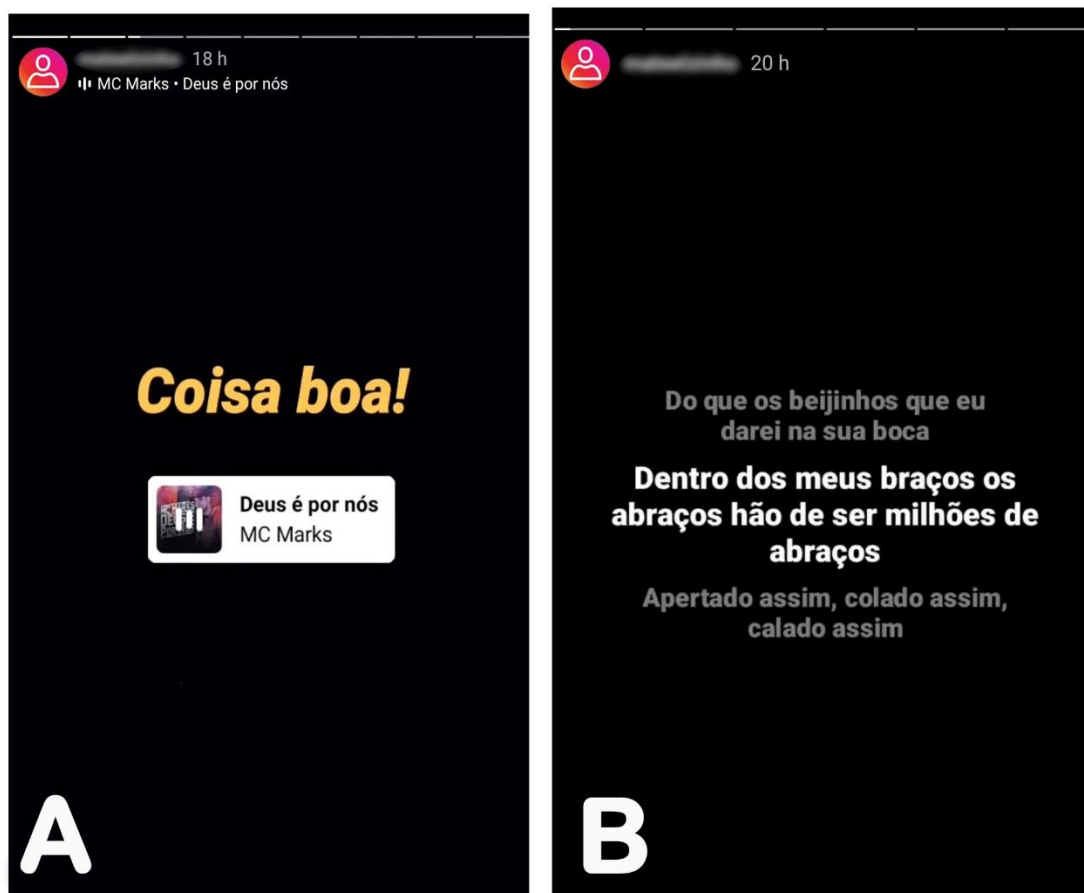 18 h
MC Marks • Deus é por nós
Coisa boa!
Deus é por nós
MC Marks
A
20 h
Do que os beijinhos que eu
darei na sua boca
Dentro dos meus braços os
abraços hão de ser milhões de
abraços
Apertado assim, colado assim,
calado assim
B